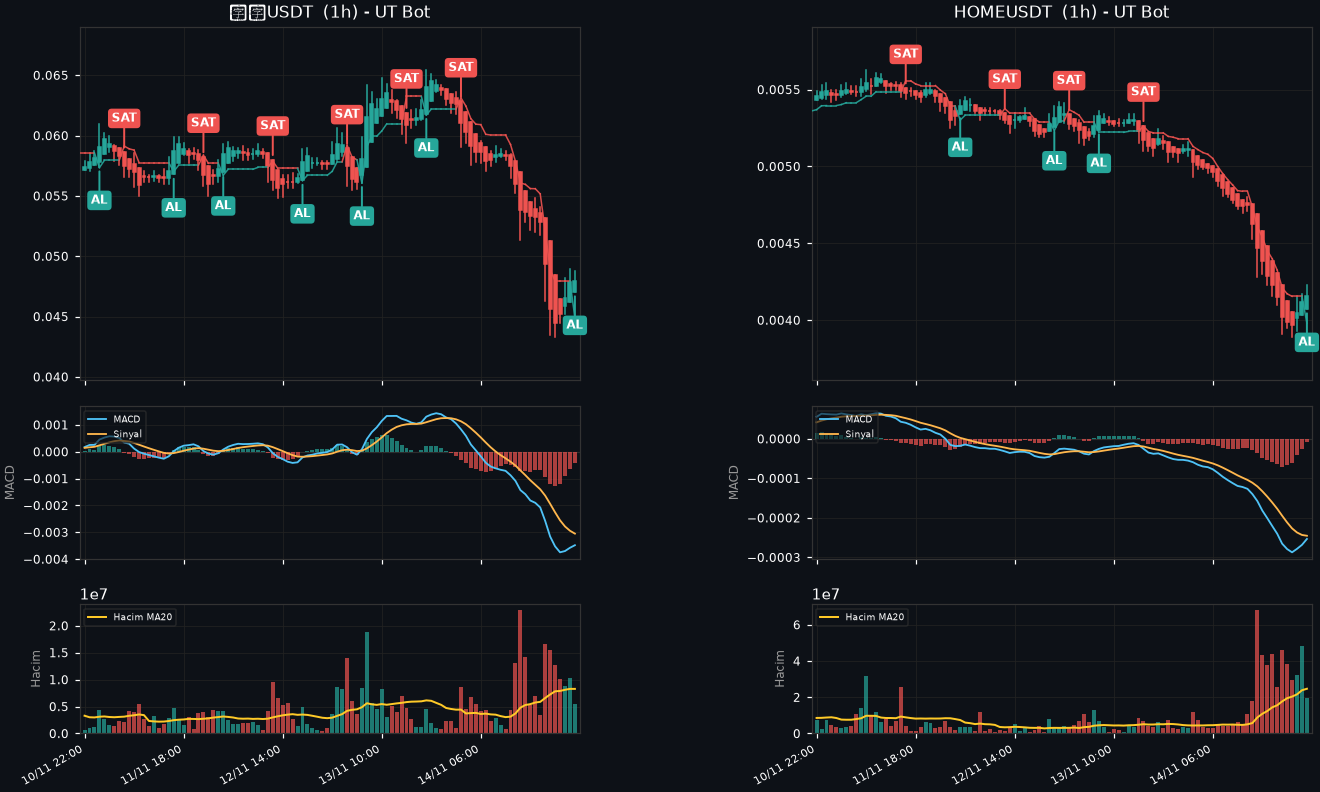 USDT (1h) - UT Bot
0.065
0.060
0.055
0.050
0.045
0.040
SAT
SAT
SAT
SAT
SAT
SAT
AL
AL
AL
AL
AL
AL
AL
MACD
Sinyal
MACD
0.001
0.000
−0.001
−0.002
−0.003
−0.004
1e7
Hacim MA20
Hacim
2.0
1.5
1.0
0.5
0.0
10/11 22:00
11/11 18:00
12/11 14:00
13/11 10:00
14/11 06:00
HOMEUSDT (1h) - UT Bot
0.0055
0.0050
0.0045
0.0040
SAT
SAT
SAT
SAT
AL
AL
AL
AL
MACD
Sinyal
MACD
0.0000
−0.0001
−0.0002
−0.0003
1e7
Hacim MA20
Hacim
6
4
2
0
10/11 22:00
11/11 18:00
12/11 14:00
13/11 10:00
14/11 06:00